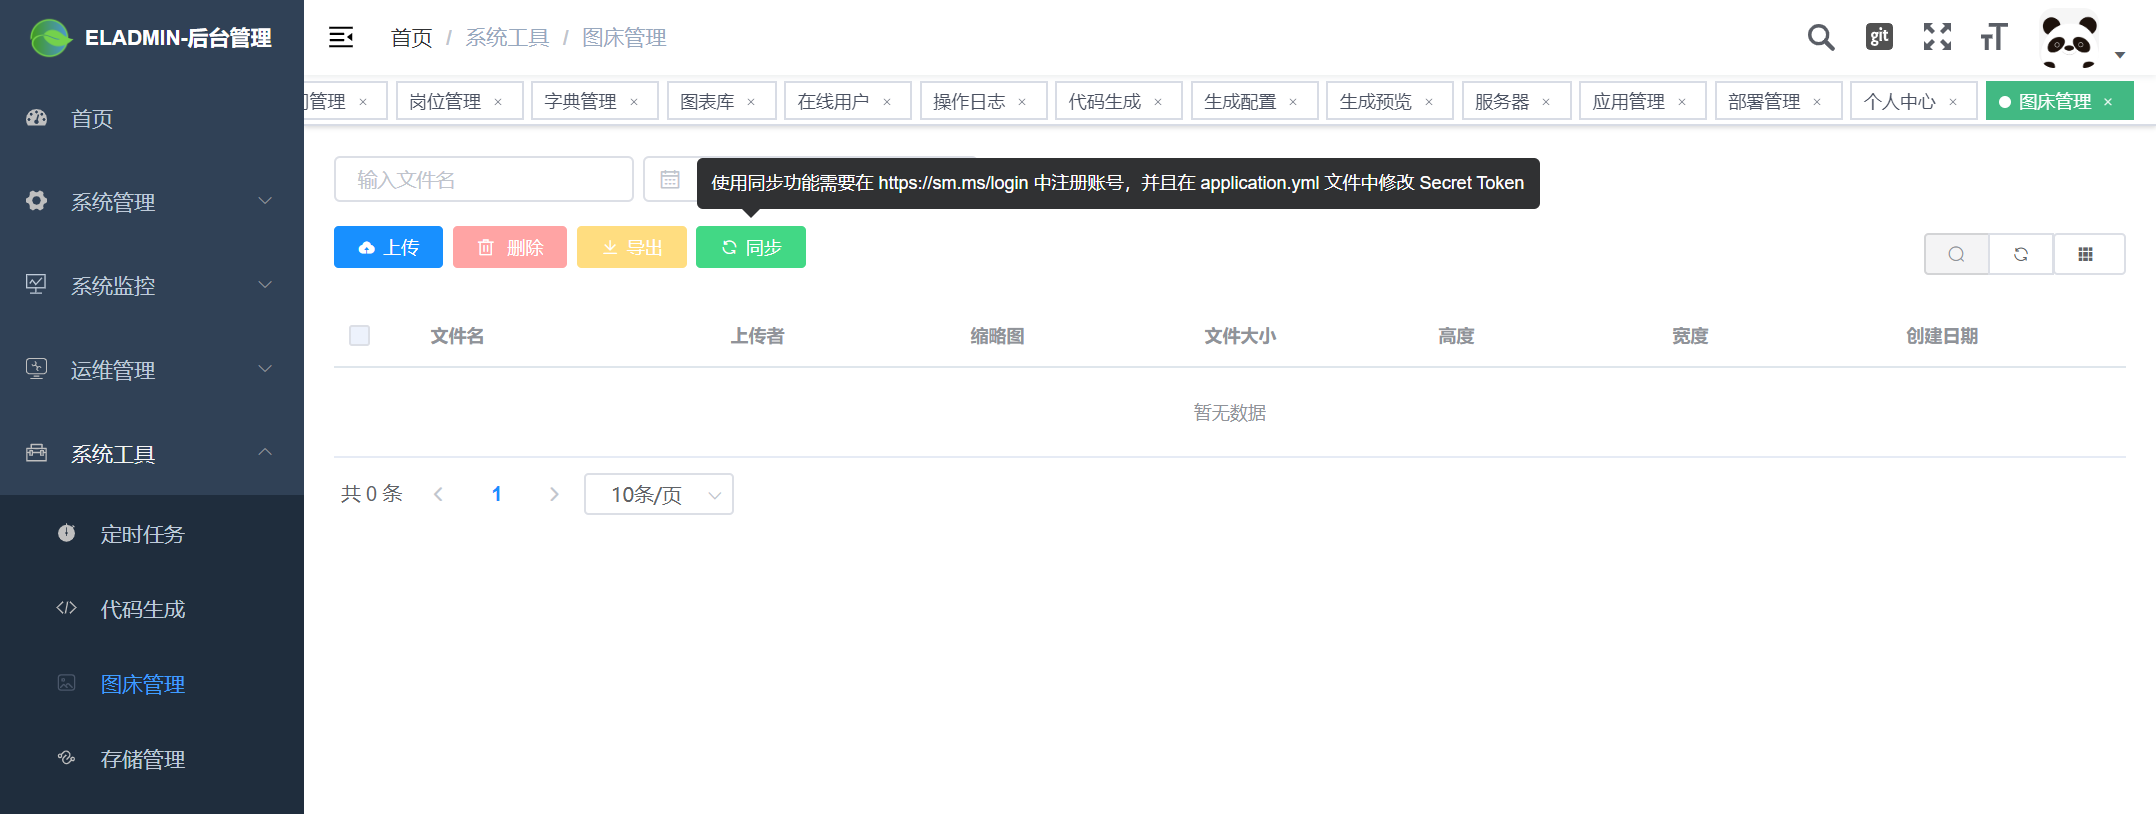 ELADMIN-后台管理
首页
系统管理
系统监控
运维管理
系统工具
定时任务
代码生成
图床管理
存储管理
首页 / 系统工具 / 图床管理
git
管理 × 岗位管理 × 字典管理 × 图表库 × 在线用户 × 操作日志 × 代码生成 × 生成配置 × 生成预览 × 服务器 × 应用管理 × 部署管理 × 个人中心 × 图床管理 ×
输入文件名
使用同步功能需要在 https://sm.ms/login 中注册账号，并且在 application.yml 文件中修改 Secret Token
上传 删除 导出 同步
文件名 上传者 缩略图 文件大小 高度 宽度 创建日期
暂无数据
共 0 条 1 10条/页